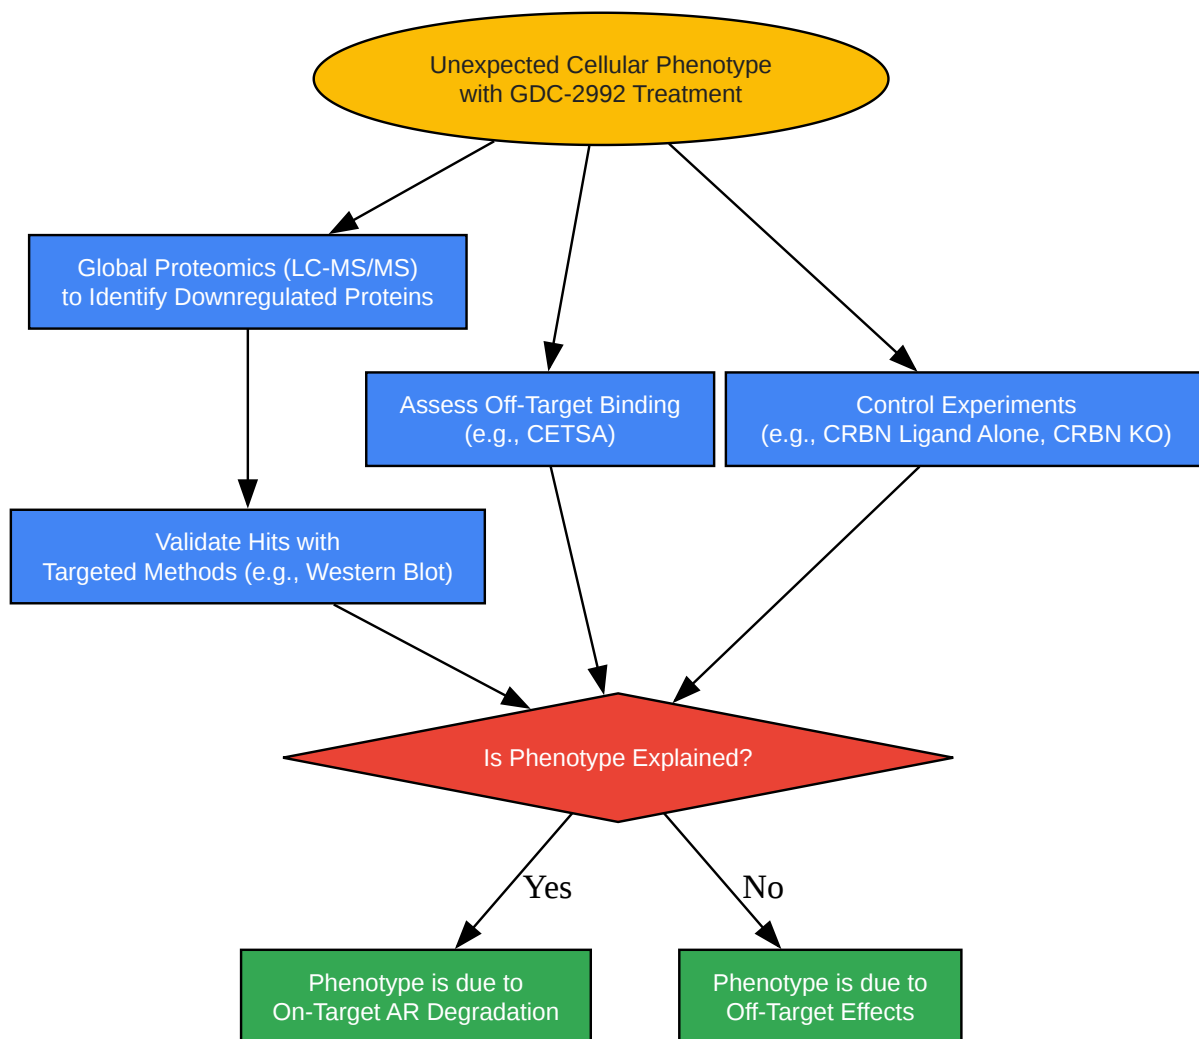 Unexpected Cellular Phenotype
with GDC-2992 Treatment
Global Proteomics (LC-MS/MS)
to Identify Downregulated Proteins
Assess Off-Target Binding
(e.g., CETSA)
Control Experiments
(e.g., CRBN Ligand Alone, CRBN KO)
Validate Hits with
Targeted Methods (e.g., Western Blot)
Is Phenotype Explained?
Yes
No
Phenotype is due to
On-Target AR Degradation
Phenotype is due to
Off-Target Effects